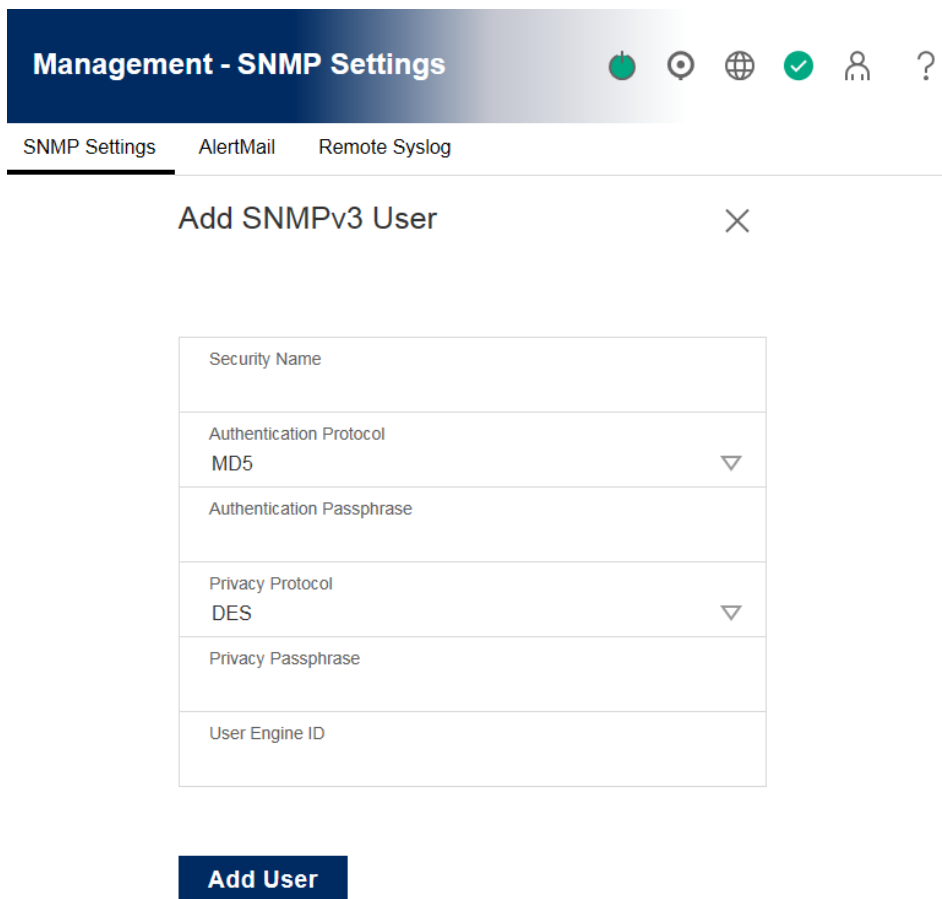 Management - SNMP Settings
SNMP Settings AlertMail Remote Syslog
Add SNMPv3 User
Security Name
Authentication Protocol
MD5
Authentication Passphrase
Privacy Protocol
DES
Privacy Passphrase
User Engine ID
Add User